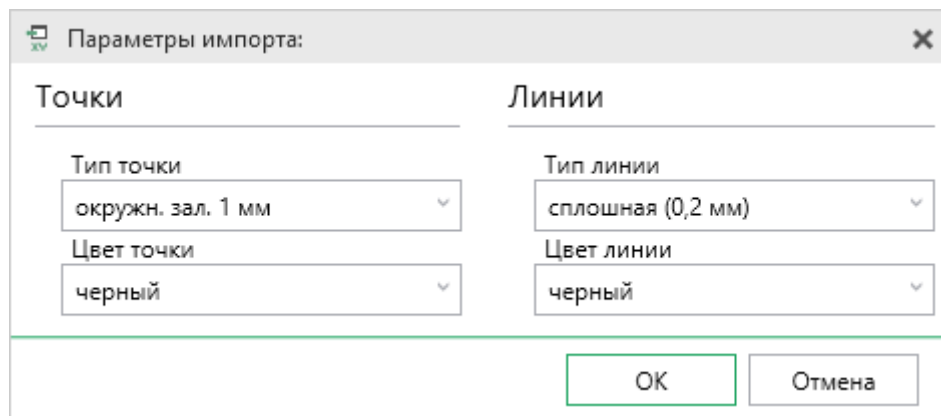 XY Параметры импорта:
Точки
Тип точки
окружн. зал. 1 мм
Цвет точки
черный
Линии
Тип линии
сплошная (0,2 мм)
Цвет линии
черный
ОК
Отмена